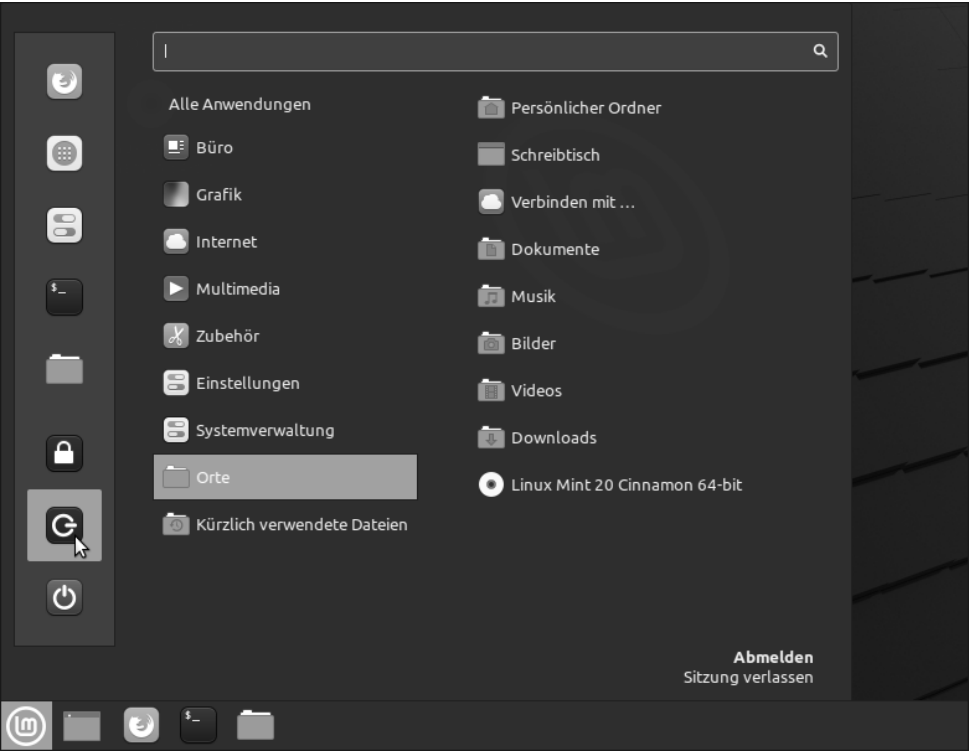 Alle Anwendungen
Büro
Grafik
Internet
Multimedia
Zubehör
Einstellungen
Systemverwaltung
Orte
Kürzlich verwendete Dateien
Persönlicher Ordner
Schreibtisch
Verbinden mit …
Dokumente
Musik
Bilder
Videos
Downloads
Linux Mint 20 Cinnamon 64-bit
Abmelden
Sitzung verlassen
$_
$_